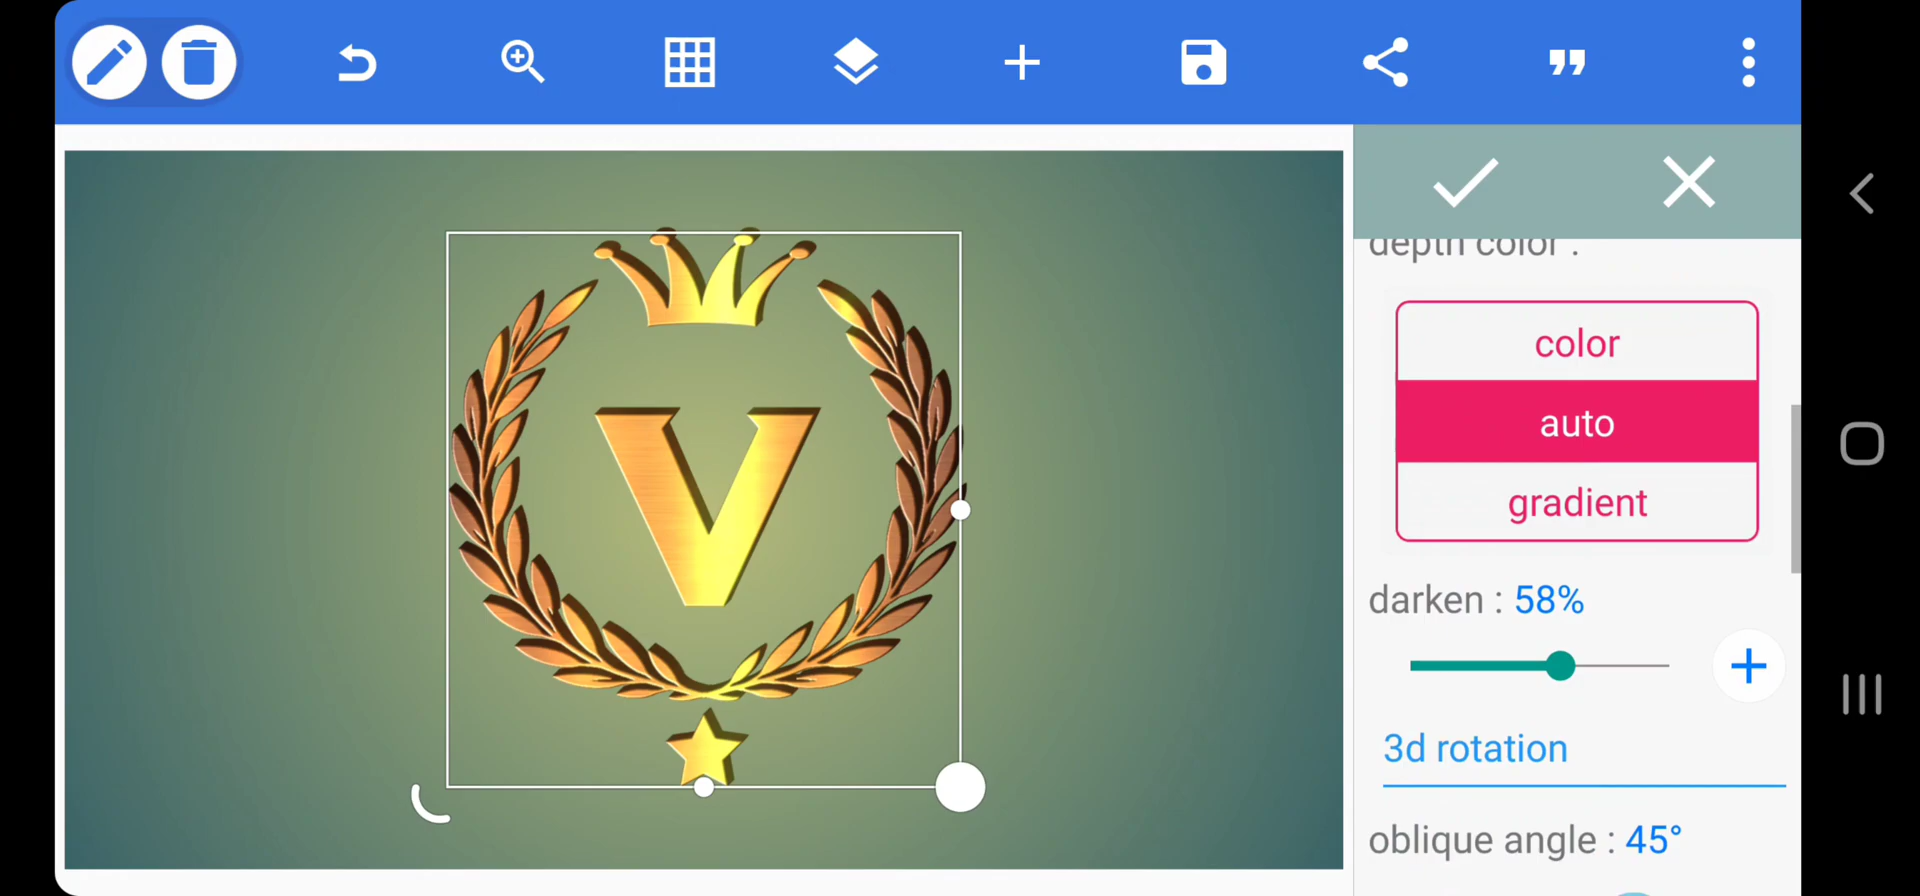 V
depth color :
color
auto
gradient
darken : 58%
3d rotation
oblique angle : 45°